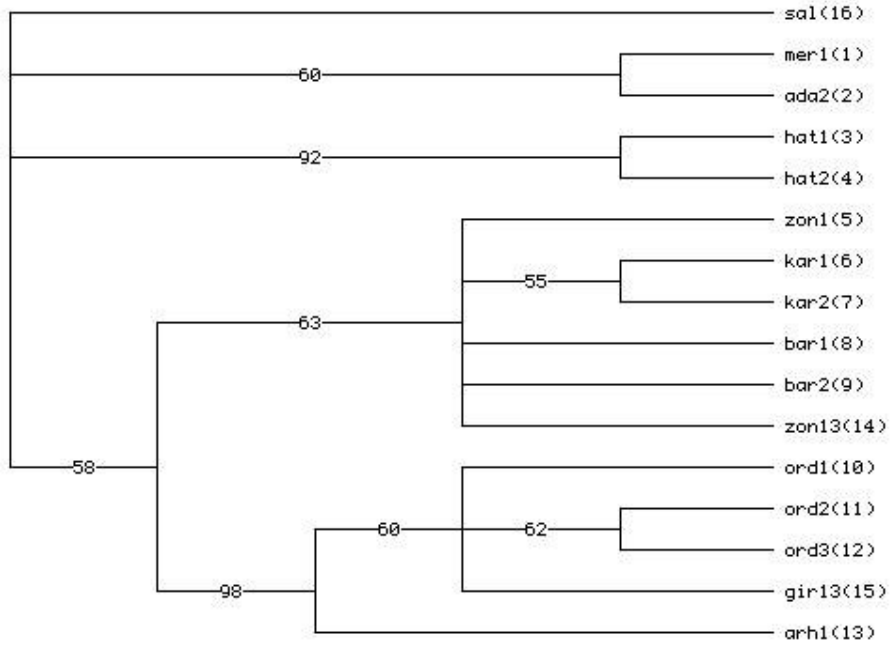 sal(16)
mer1(1)
60
ada2(2)
hat1(3)
92
hat2(4)
zon1(5)
kar1(6)
55
kar2(7)
63
bar1(8)
bar2(9)
zon13(14)
58
ord1(10)
ord2(11)
60
62
ord3(12)
98
gir13(15)
arh1(13)